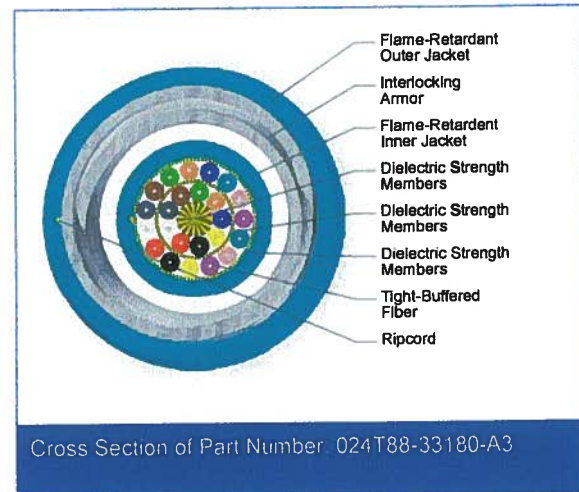 Flame-Retardant
Outer Jacket
Interlocking
Armor
Flame-Retardent
Inner Jacket
Dielectric Strength
Members
Dielectric Strength
Members
Dielectric Strength
Members
Tight-Buffered
Fiber
Ripcord
Cross Section of Part Number: 024T88-33180-A3